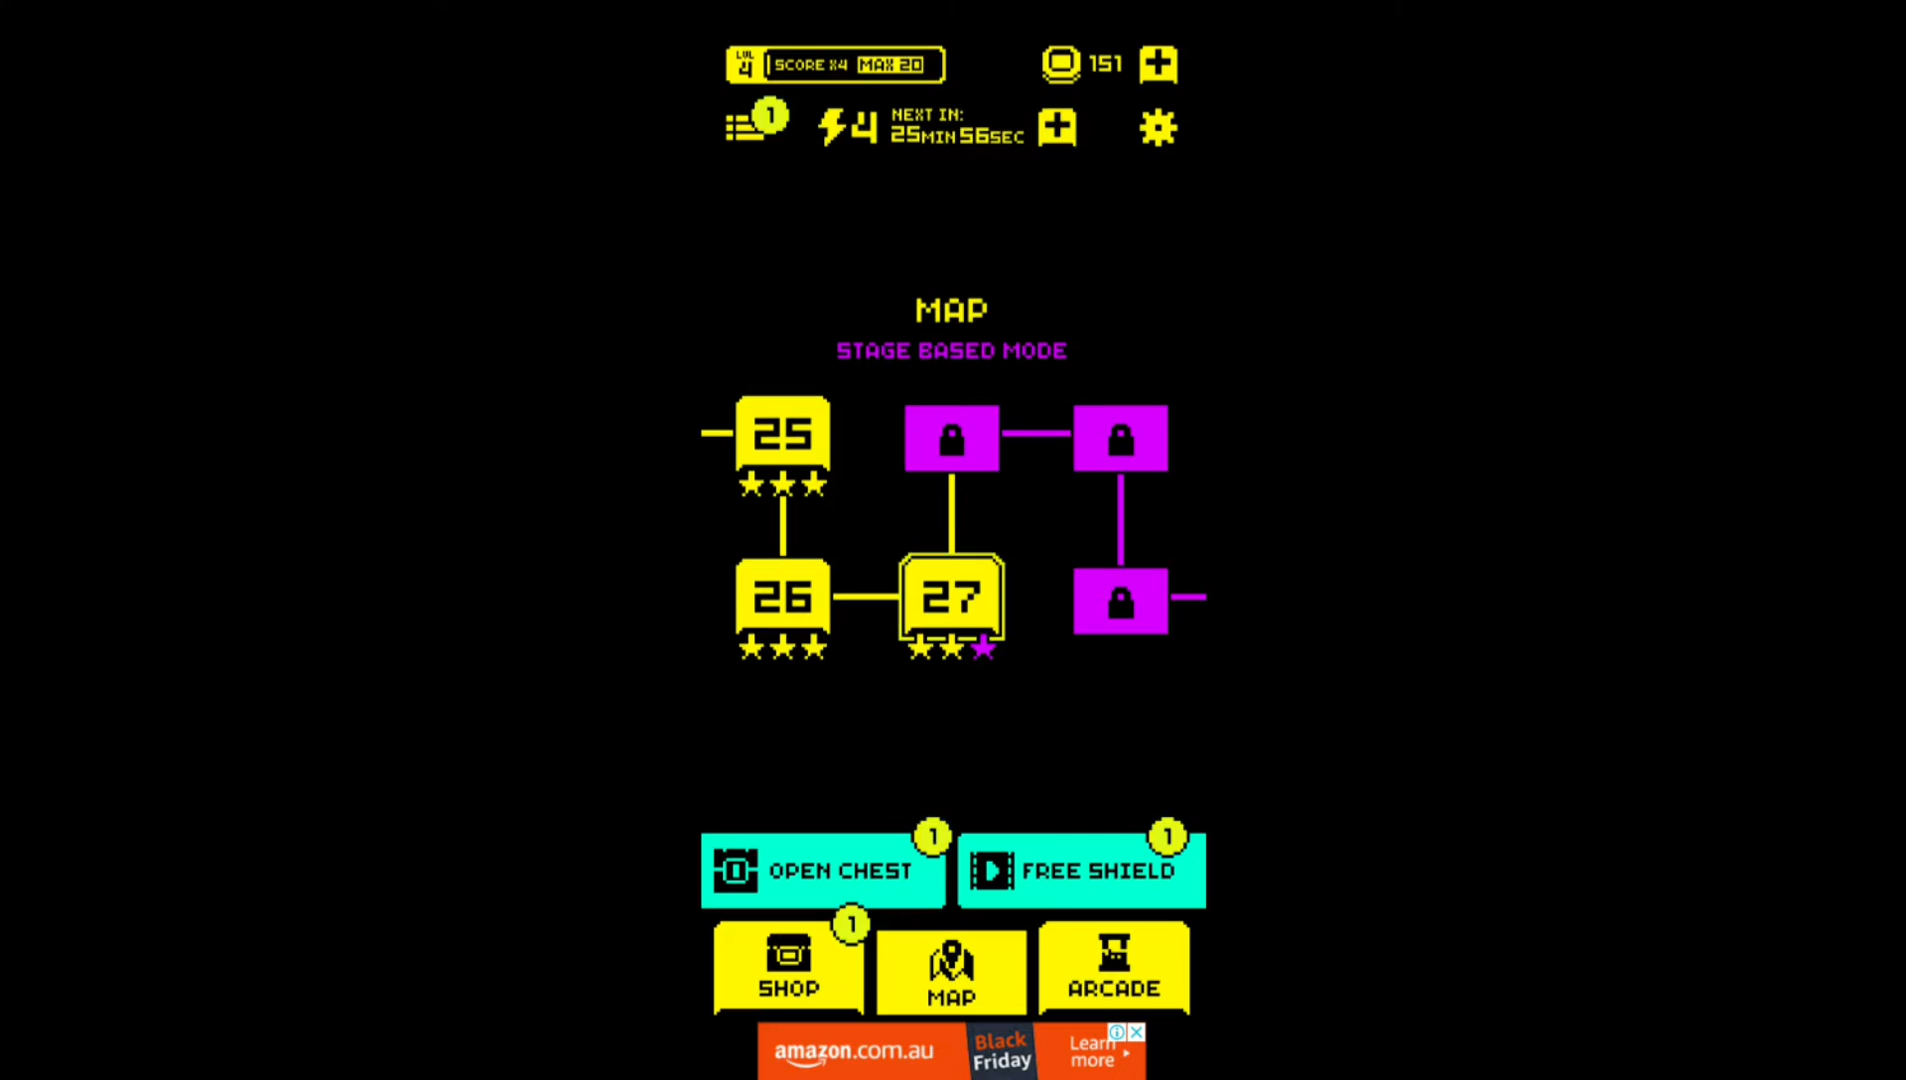 LVL
4
SCORE X4 MAX 20
151
1
4
NEXT IN:
25MIN 56SEC
MAP
STAGE BASED MODE
25
26
27
1
OPEN CHEST
1
FREE SHIELD
1
SHOP
MAP
ARCADE
amazon.com.au
Black
Friday
Learn
more